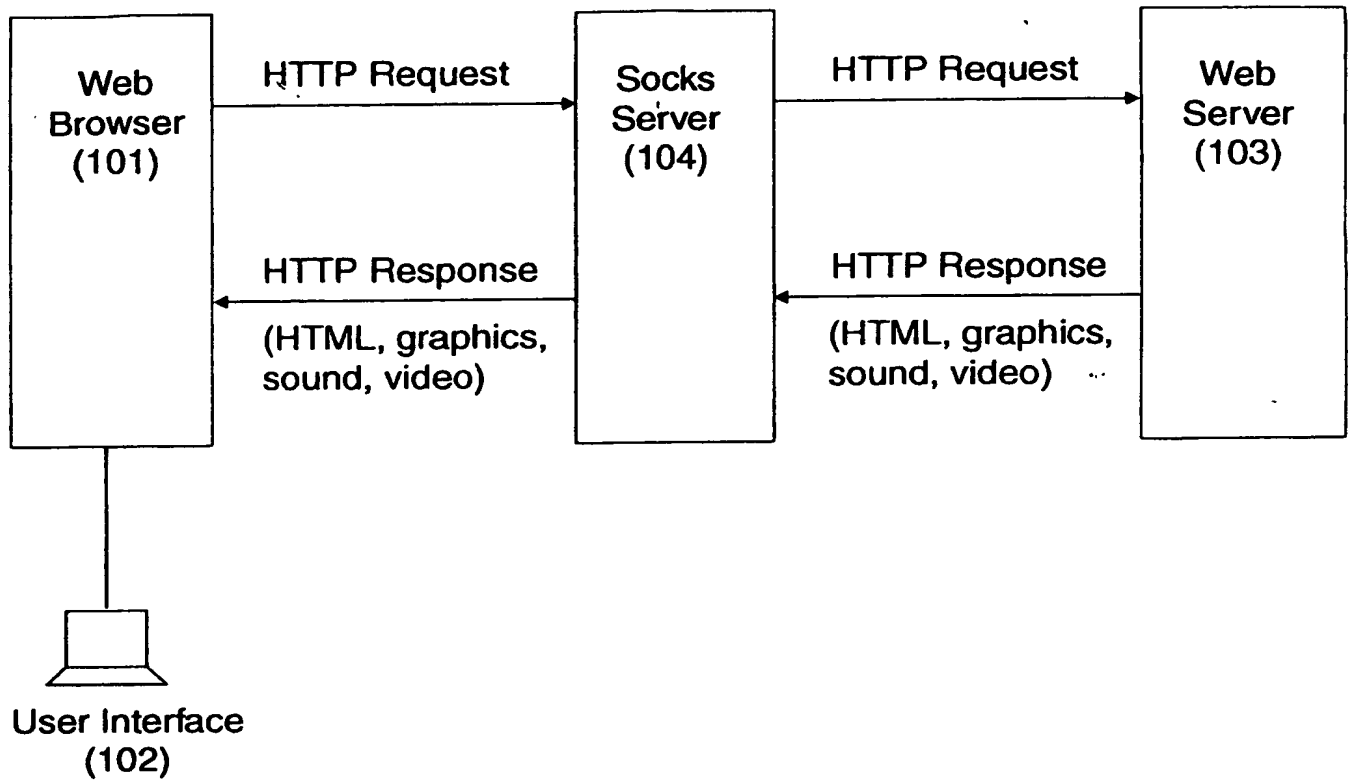 Web
Browser
(101)
HTTP Request
Socks
Server
(104)
HTTP Request
Web
Server
(103)
HTTP Response
(HTML, graphics,
sound, video)
HTTP Response
(HTML, graphics,
sound, video)
User Interface
(102)